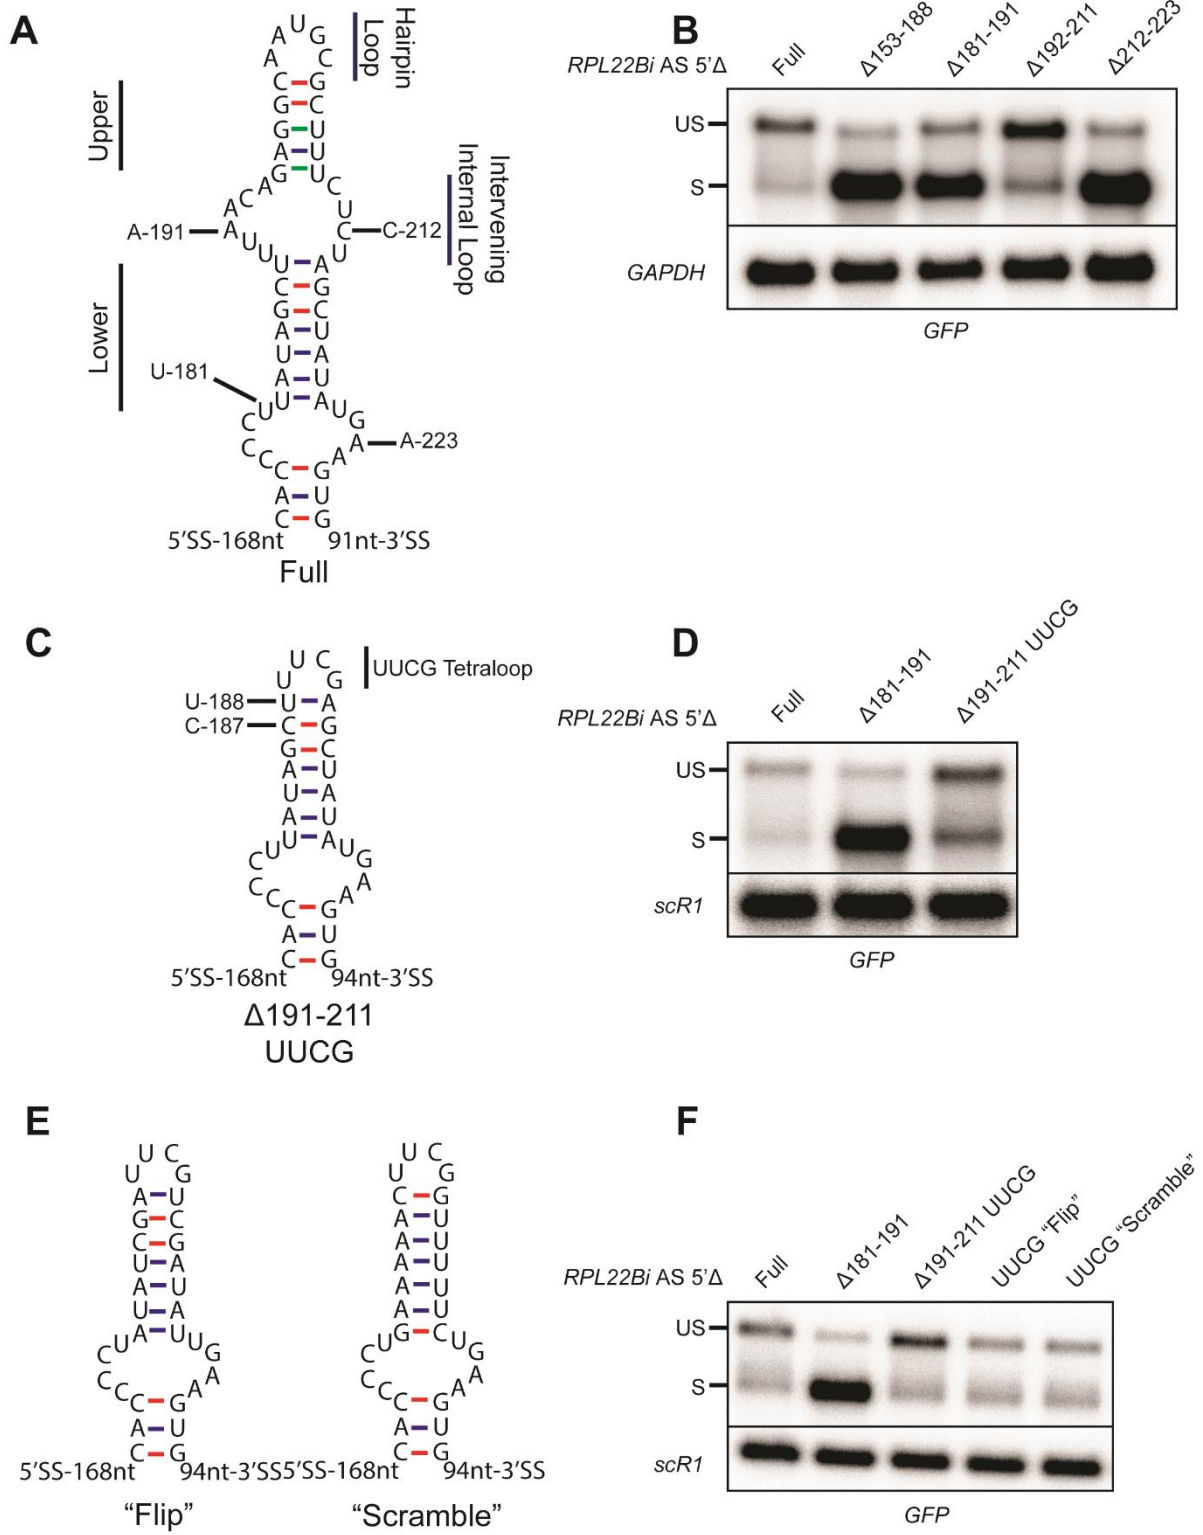 A
U
A G
A C
C G
G C
G U
A U
G U
A C
C U
A
A C
U U
U
U A
C G
G C
A U
U A
A U
U A
U U
C G
C A
C A
C G
A U
C G
Hairpin
Loop
Upper
Intervening
Internal Loop
A-191
C-212
Lower
U-181
A-223
5'SS-168nt
91nt-3'SS
Full
B
RPL22Bi AS 5'Δ
Full
Δ153-188
Δ181-191
Δ192-211
Δ212-223
US
S
GAPDH
GFP
C
U C
U G
U A
C G
G C
A U
U A
A U
U A
U U
C G
C A
C A
C G
A U
C G
UUCG Tetraloop
U-188
C-187
5'SS-168nt
94nt-3'SS
Δ191-211
UUCG
D
RPL22Bi AS 5'Δ
Full
Δ181-191
Δ191-211 UUCG
US
S
scR1
GFP
E
U C
U G
A U
G C
C G
U A
A U
U A
A U
U U
C G
C A
C A
C G
A U
C G
5'SS-168nt
94nt-3'SS
"Flip"
U C
U G
C G
A U
A U
A U
A U
A U
G C
U U
C G
C A
C A
C G
A U
C G
5'SS-168nt
94nt-3'SS
"Scramble"
F
RPL22Bi AS 5'Δ
Full
Δ181-191
Δ191-211 UUCG
UUCG "Flip"
UUCG "Scramble"
US
S
scR1
GFP